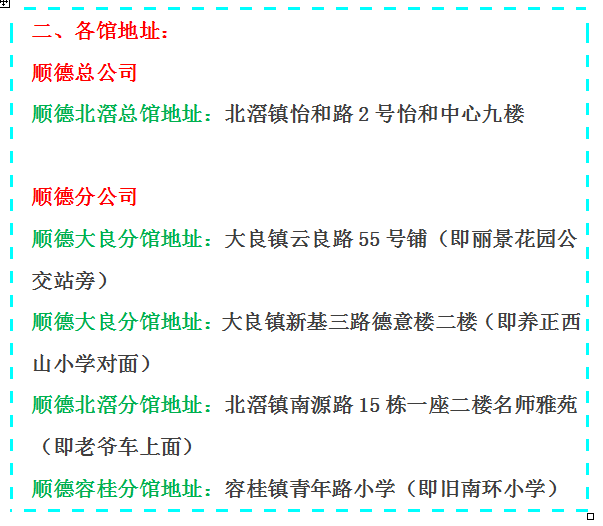 二、各馆地址：
顺德总公司
顺德北滘总馆地址：北滘镇怡和路 2 号怡和中心九楼
顺德分公司
顺德大良分馆地址：大良镇云良路 55 号铺（即丽景花园公
交站旁）
顺德大良分馆地址：大良镇新基三路德意楼二楼（即养正西
山小学对面）
顺德北滘分馆地址：北滘镇南源路 15 栋一座二楼名师雅苑
（即老爷车上面）
顺德容桂分馆地址：容桂镇青年路小学（即旧南环小学）